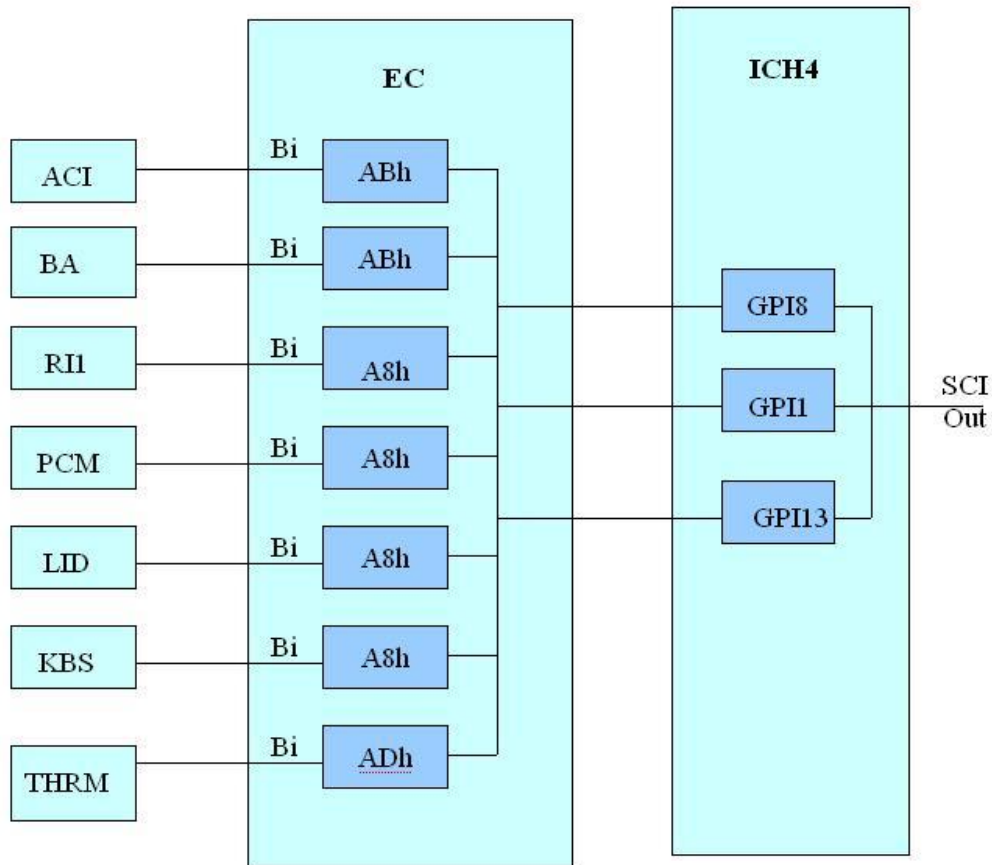 EC
ICH4
ACI
Bi
ABh
BA
Bi
ABh
GPI8
RI1
Bi
A8h
GPI1
SCI
Out
PCM
Bi
A8h
GPI13
LID
Bi
A8h
KBS
Bi
A8h
THRM
Bi
ADh